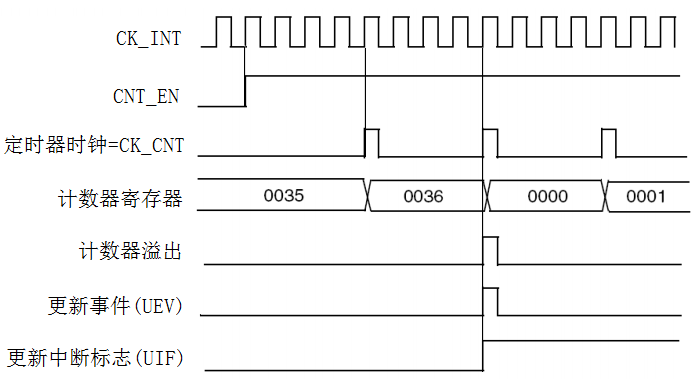 CK_INT
CNT_EN
定时器时钟=CK_CNT
计数器寄存器 0035 0036 0000 0001
计数器溢出
更新事件(UEV)
更新中断标志(UIF)